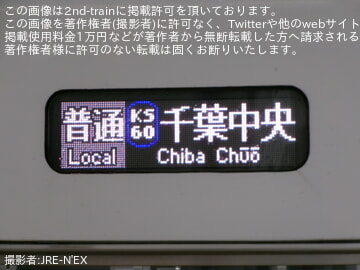 この画像は2nd-trainに掲載許可を頂いております。
この画像を著作権者(撮影者)に許可なく、Twitterや他のwebサイト
掲載使用料金1万円などが著作者から無断転載した方へ請求される
著作権者様に許可のない転載は固くお断りいたします。
普通 KS 60 千葉中央
Local Chiba Chūō
撮影者:JRE-N'EX